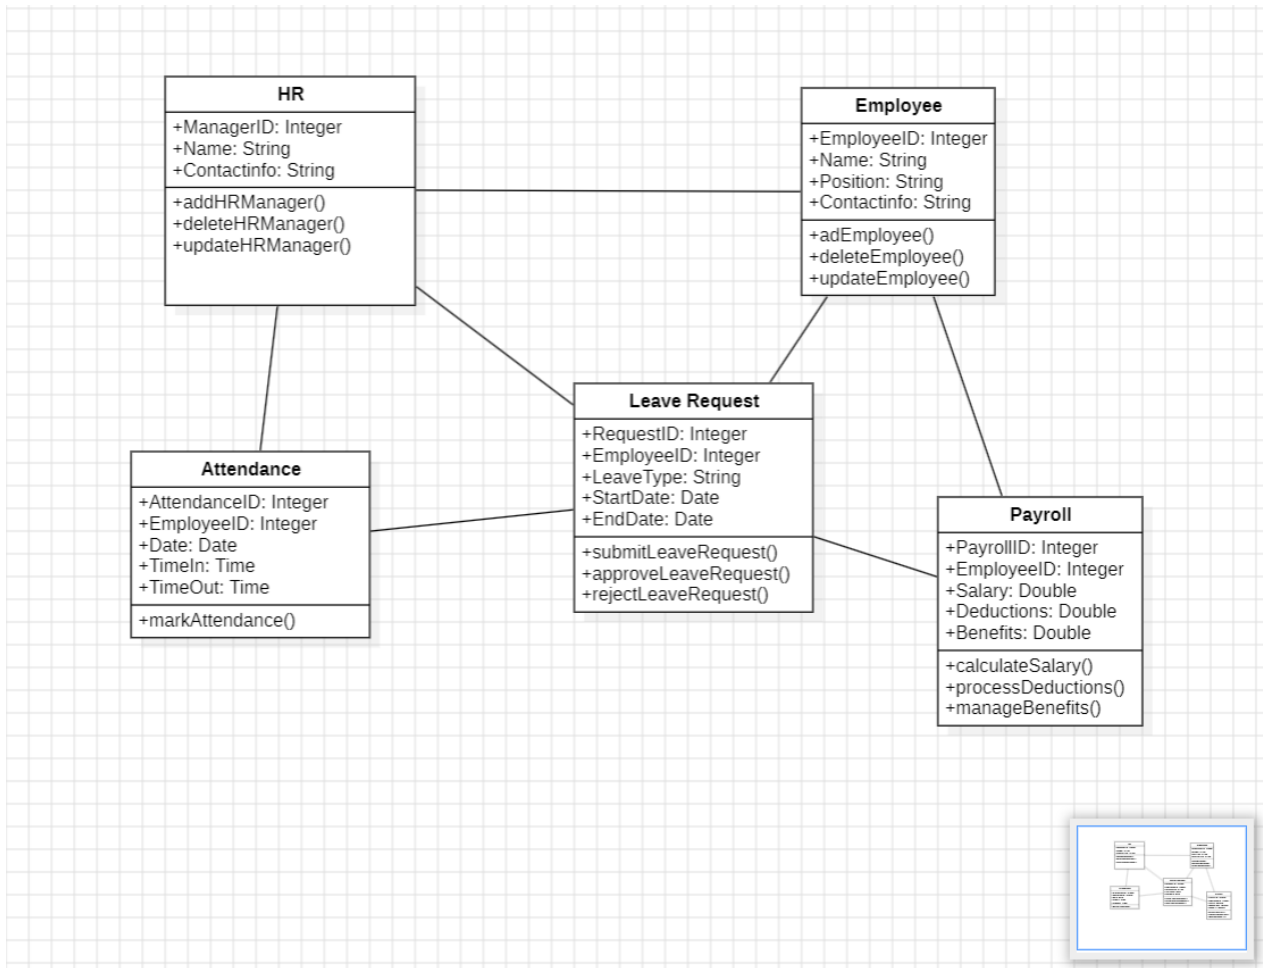 HR
+ManagerID: Integer
+Name: String
+Contactinfo: String
+addHRManager()
+deleteHRManager()
+updateHRManager()
Employee
+EmployeeID: Integer
+Name: String
+Position: String
+Contactinfo: String
+adEmployee()
+deleteEmployee()
+updateEmployee()
Leave Request
+RequestID: Integer
+EmployeeID: Integer
+LeaveType: String
+StartDate: Date
+EndDate: Date
+submitLeaveRequest()
+approveLeaveRequest()
+rejectLeaveRequest()
Attendance
+AttendanceID: Integer
+EmployeeID: Integer
+Date: Date
+TimeIn: Time
+TimeOut: Time
+markAttendance()
Payroll
+PayrollID: Integer
+EmployeeID: Integer
+Salary: Double
+Deductions: Double
+Benefits: Double
+calculateSalary()
+processDeductions()
+manageBenefits()